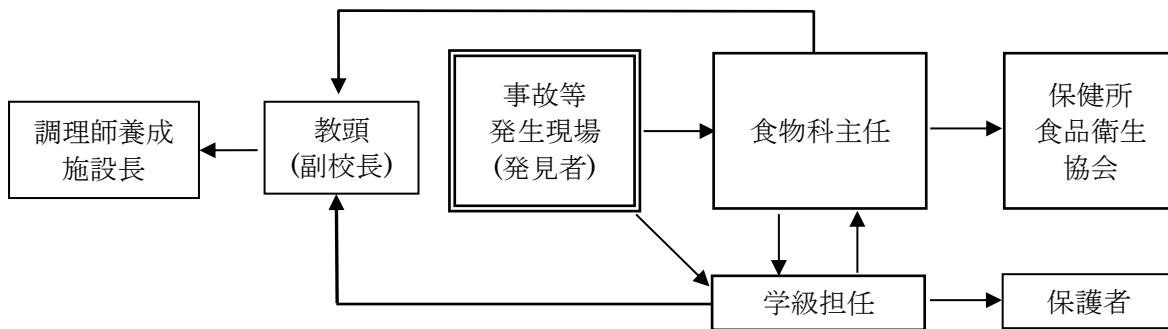 調理師養成
施設長
教頭
(副校長)
事故等
発生現場
(発見者)
食物科主任
保健所
食品衛生
協会
学級担任
保護者